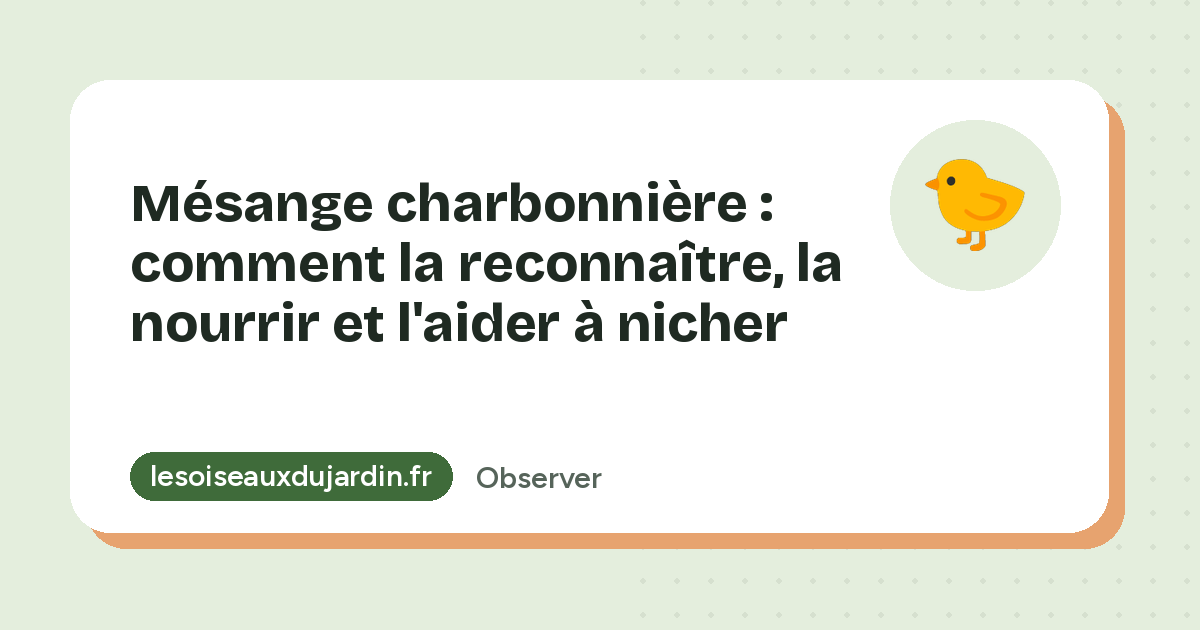 Mésange charbonnière :
comment la reconnaître, la
nourrir et l'aider à nicher
lesoiseauxdujardin.fr
Observer